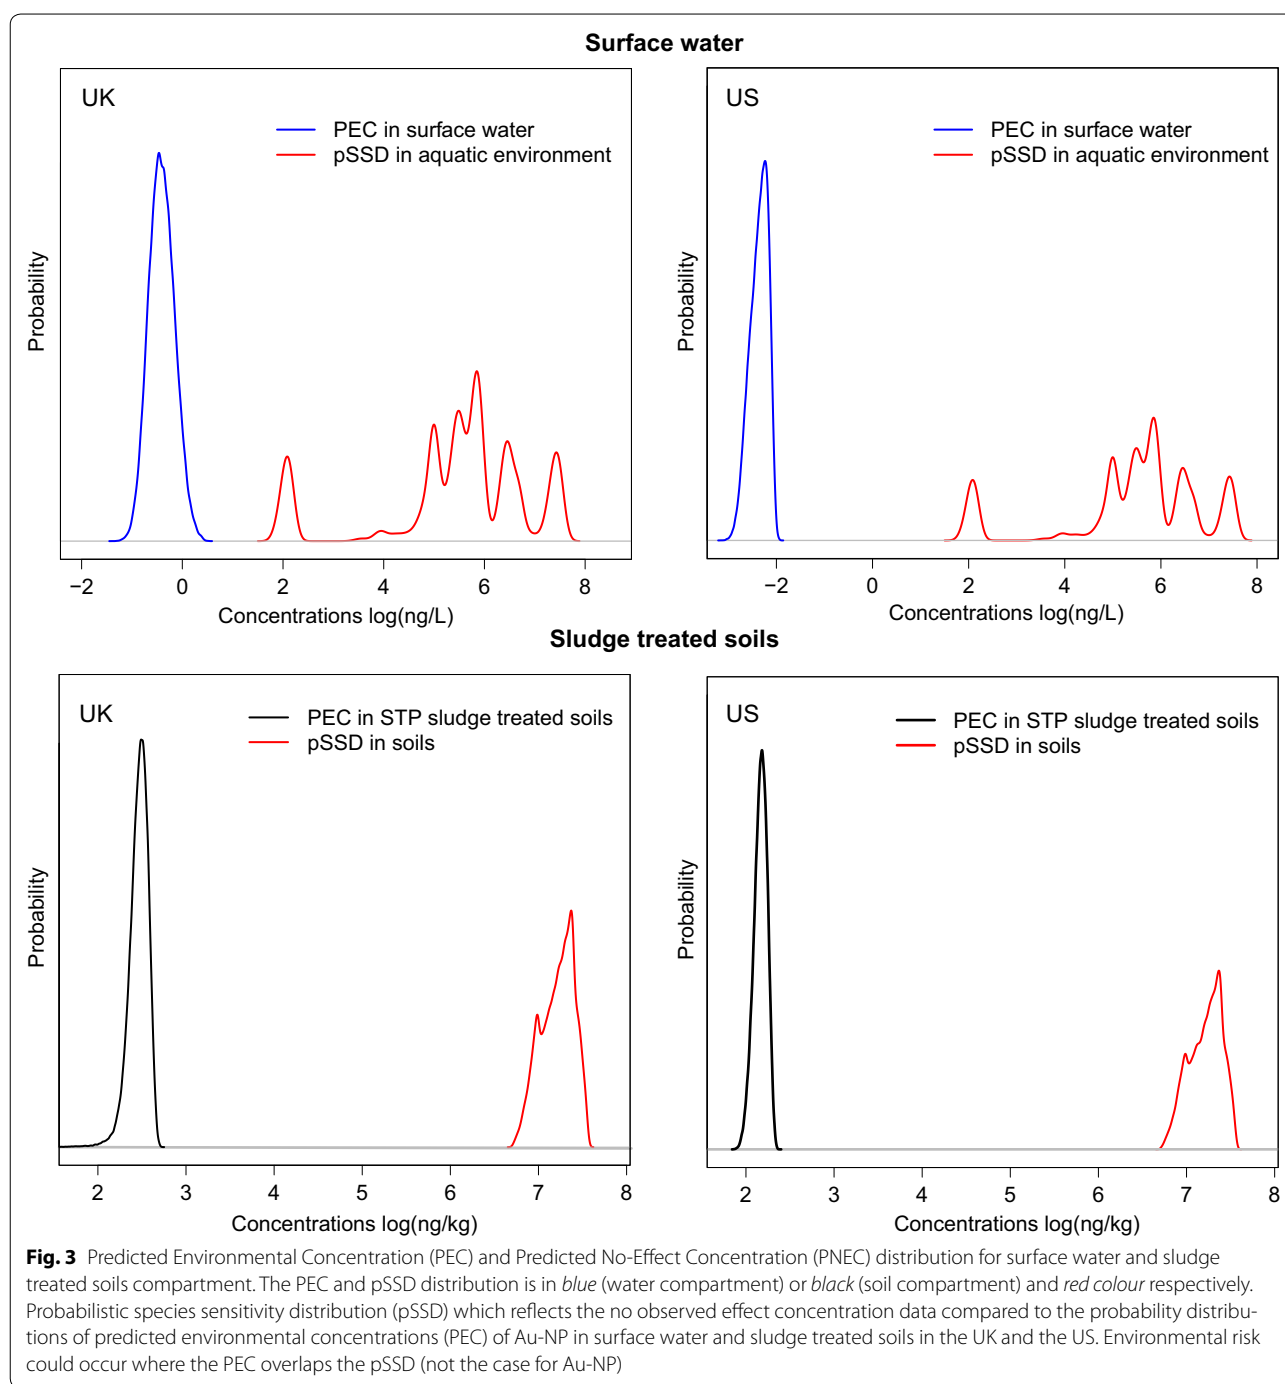 Surface water
UK
PEC in surface water
pSSD in aquatic environment
Probability
−2 0 2 4 6 8
Concentrations log(ng/L)
US
PEC in surface water
pSSD in aquatic environment
Probability
−2 0 2 4 6 8
Concentrations log(ng/L)
Sludge treated soils
UK
PEC in STP sludge treated soils
pSSD in soils
Probability
2 3 4 5 6 7 8
Concentrations log(ng/kg)
US
PEC in STP sludge treated soils
pSSD in soils
Probability
2 3 4 5 6 7 8
Concentrations log(ng/kg)
Fig. 3 Predicted Environmental Concentration (PEC) and Predicted No-Effect Concentration (PNEC) distribution for surface water and sludge
treated soils compartment. The PEC and pSSD distribution is in blue (water compartment) or black (soil compartment) and red colour respectively.
Probabilistic species sensitivity distribution (pSSD) which reflects the no observed effect concentration data compared to the probability distribu-
tions of predicted environmental concentrations (PEC) of Au-NP in surface water and sludge treated soils in the UK and the US. Environmental risk
could occur where the PEC overlaps the pSSD (not the case for Au-NP)